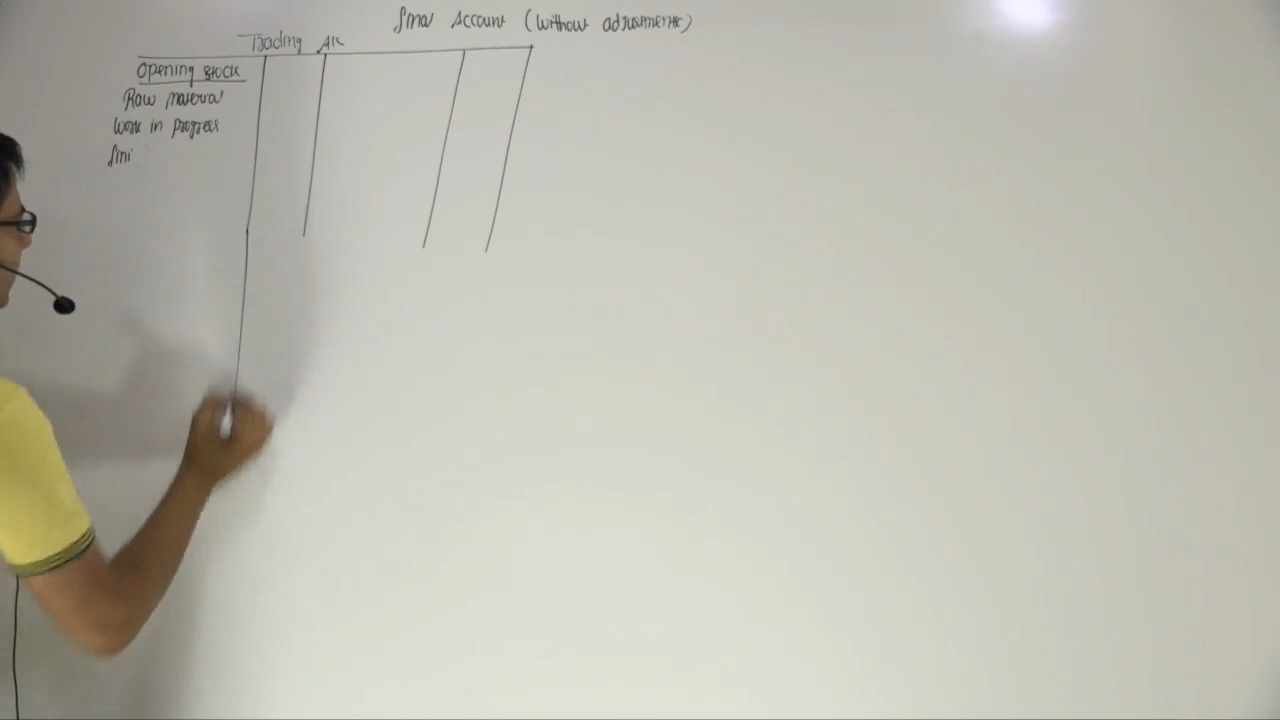 Final Account (Without adjustments)
Trading A/c
Opening stock
Raw material
Work in progress
Fini